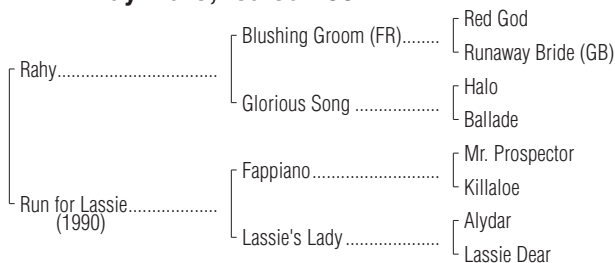 Blushing Groom (FR)........
Red God
Runaway Bride (GB)
Rahy..................................
Glorious Song ..................
Halo
Ballade
Fappiano...........................
Mr. Prospector
Killaloe
Run for Lassie...................
(1990)
Lassie's Lady ....................
Alydar
Lassie Dear